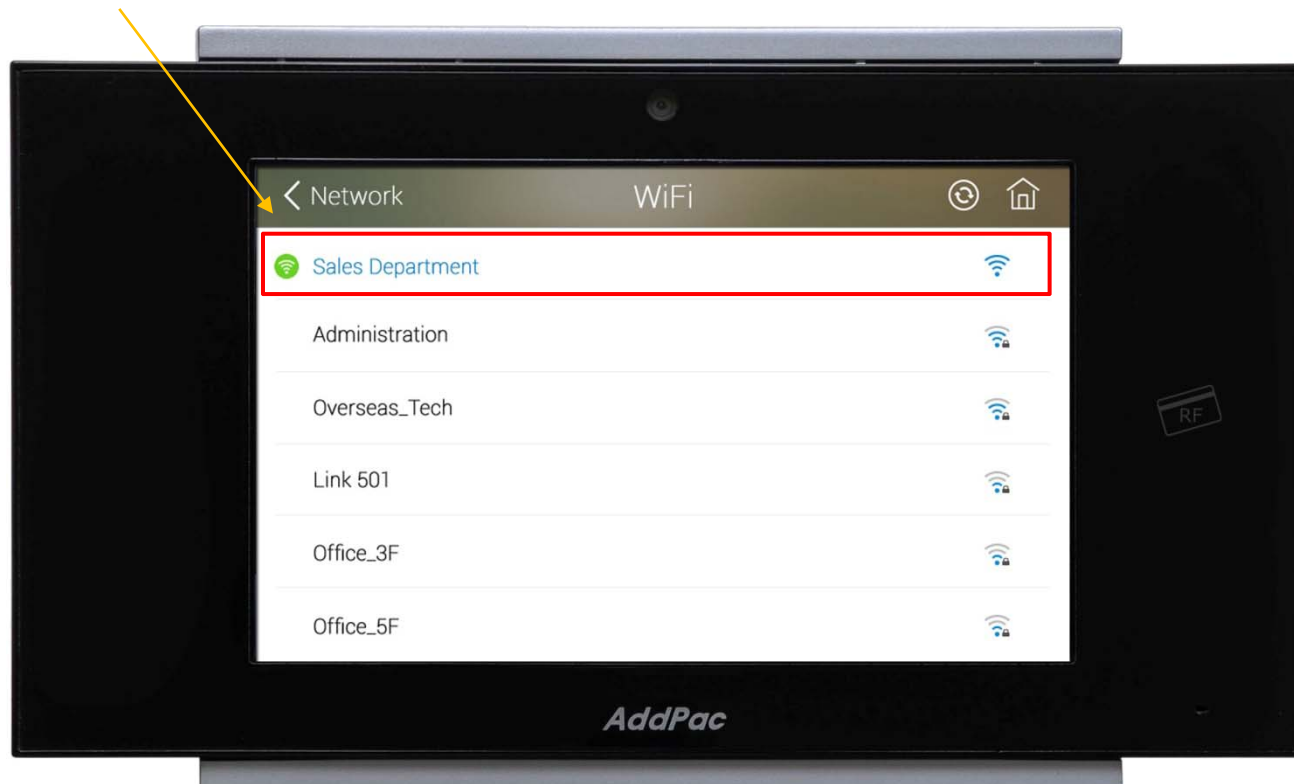 Network WiFi
Sales Department
Administration
Overseas_Tech
Link 501
Office_3F
Office_5F
RF
AddPac